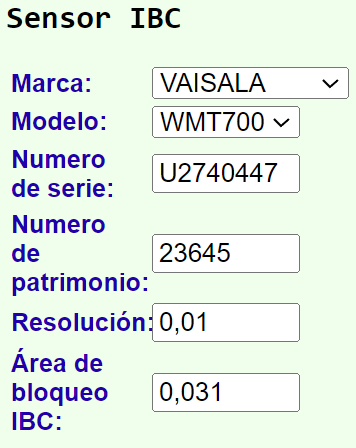 Sensor IBC
Marca: VAISALA
Modelo: WMT700
Numero
de serie: U2740447
Numero
de
patrimonio: 23645
Resolución: 0,01
Área de
bloqueo 0,031
IBC: